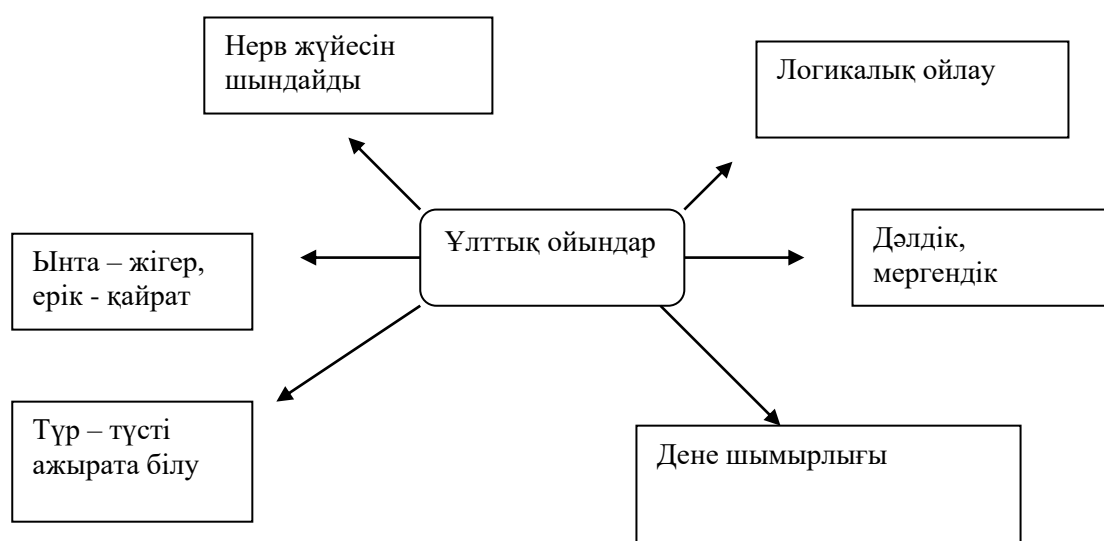 Нерв жүйесін
шындайды
Логикалық ойлау
Ұлттық ойындар
Ынта – жігер,
ерік - қайрат
Дәлдік,
мергендік
Түр – түсті
ажырата білу
Дене шымырлығы